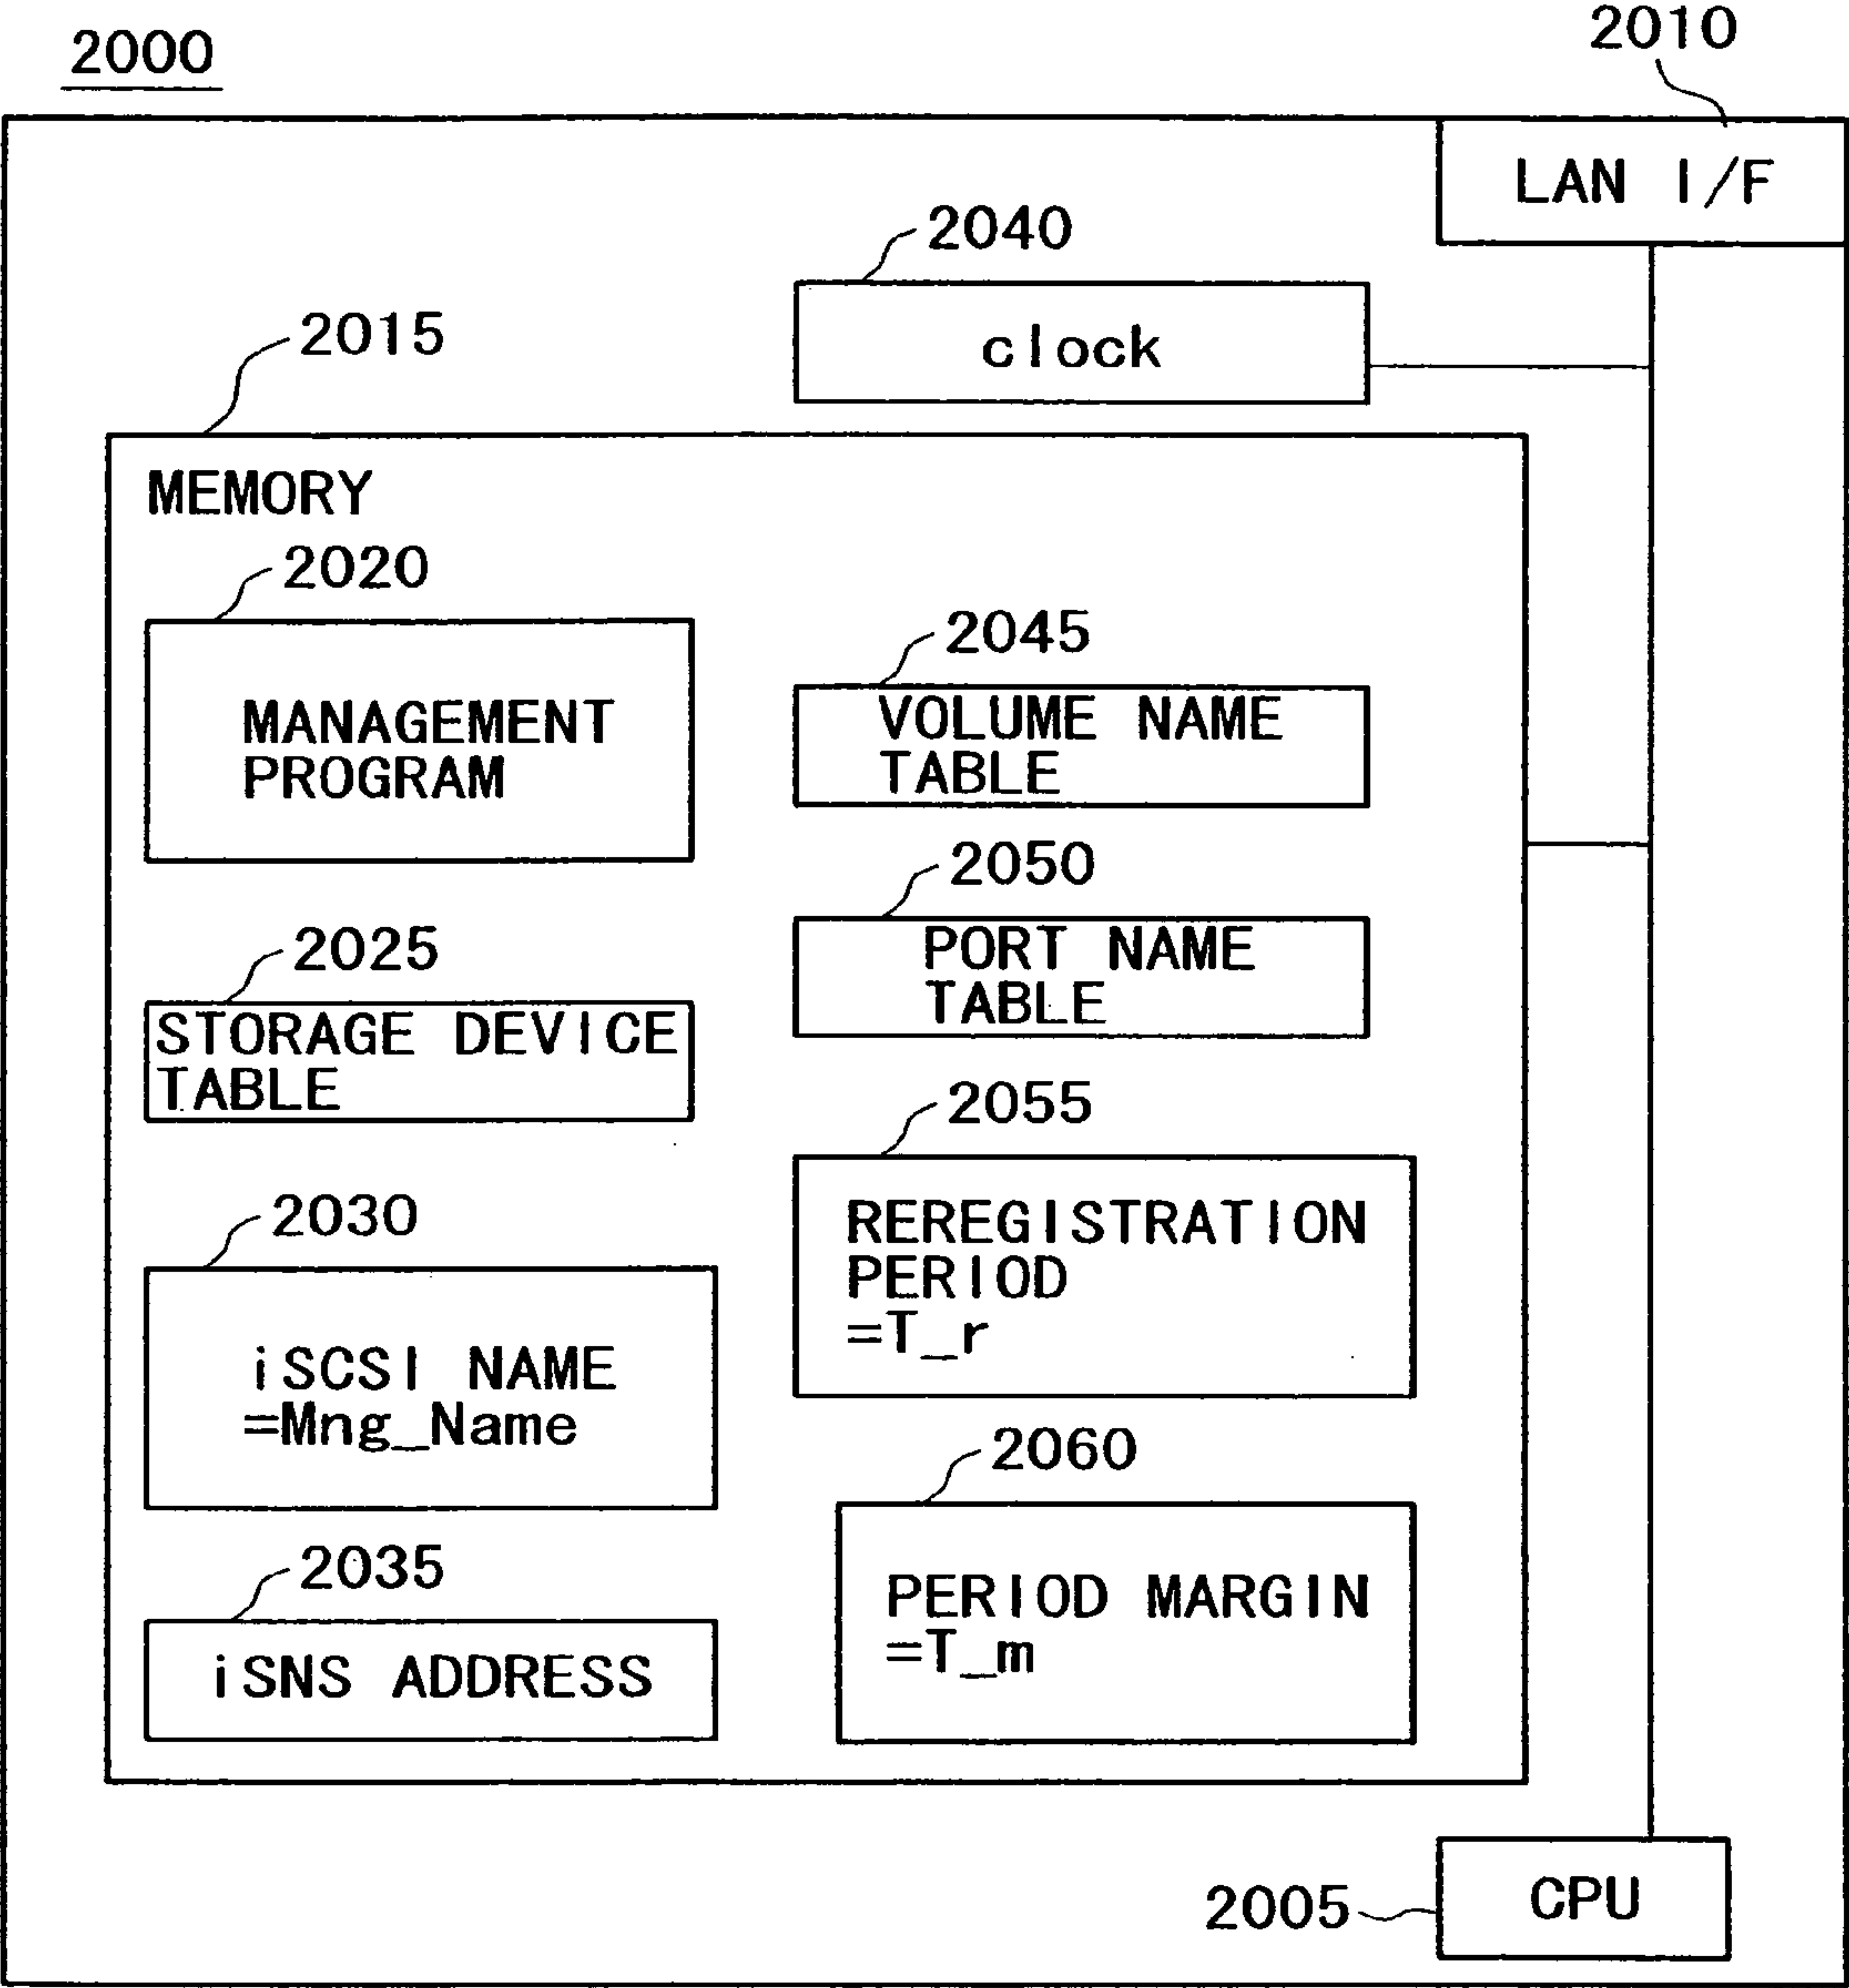 2000
2010
LAN I/F
2040
clock
2015
MEMORY
2020
MANAGEMENT
PROGRAM
2045
VOLUME NAME
TABLE
2050
PORT NAME
TABLE
2025
STORAGE DEVICE
TABLE
2055
REREGISTRATION
PERIOD
=T_r
2030
iSCSI NAME
=Mng_Name
2060
PERIOD MARGIN
=T_m
2035
iSNS ADDRESS
2005
CPU